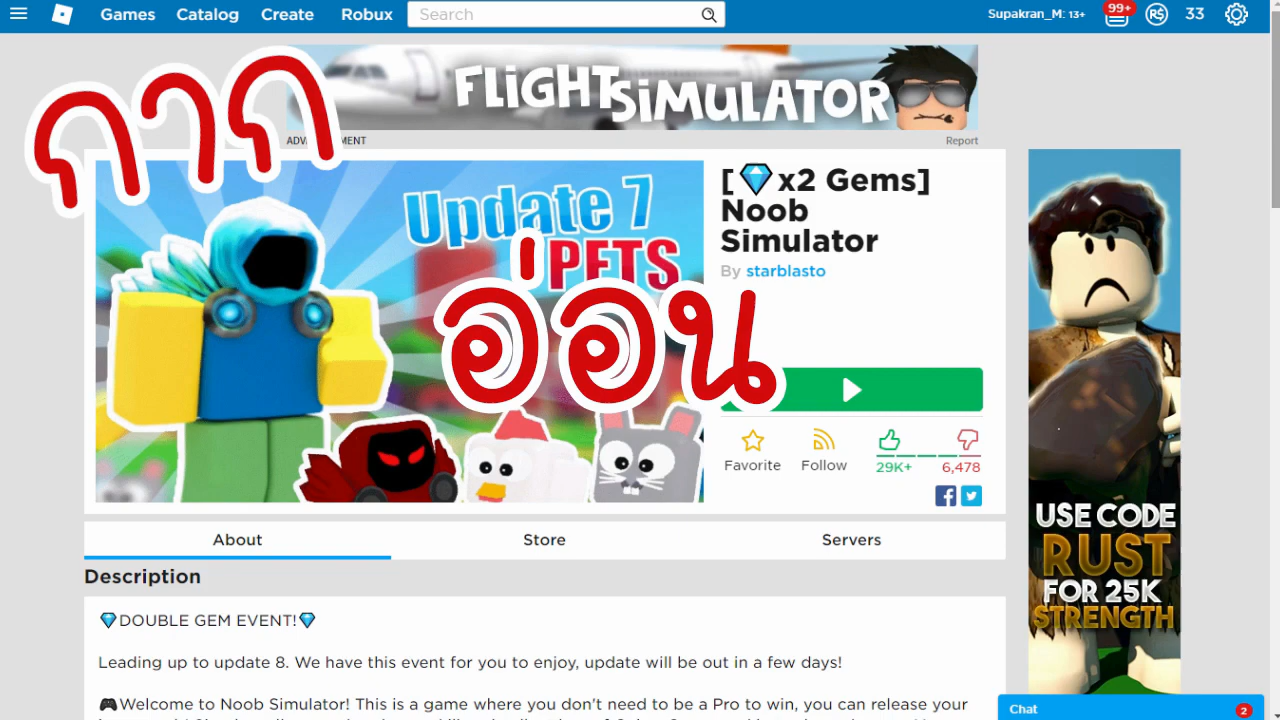 Games Catalog Create Robux Search Supakran_M: 13+ 99+ R$ 33
FLiGHT SiMULATOR
กาก
Report
Update 7
PETS
[💎x2 Gems]
Noob
Simulator
By starblasto
อ่อน
Favorite Follow 29K+ 6,478
About Store Servers
Description
💎DOUBLE GEM EVENT!💎
Leading up to update 8. We have this event for you to enjoy, update will be out in a few days!
🎮Welcome to Noob Simulator! This is a game where you don't need to be a Pro to win, you can release your
USE CODE
RUST
FOR 25K
STRENGTH
Chat 2